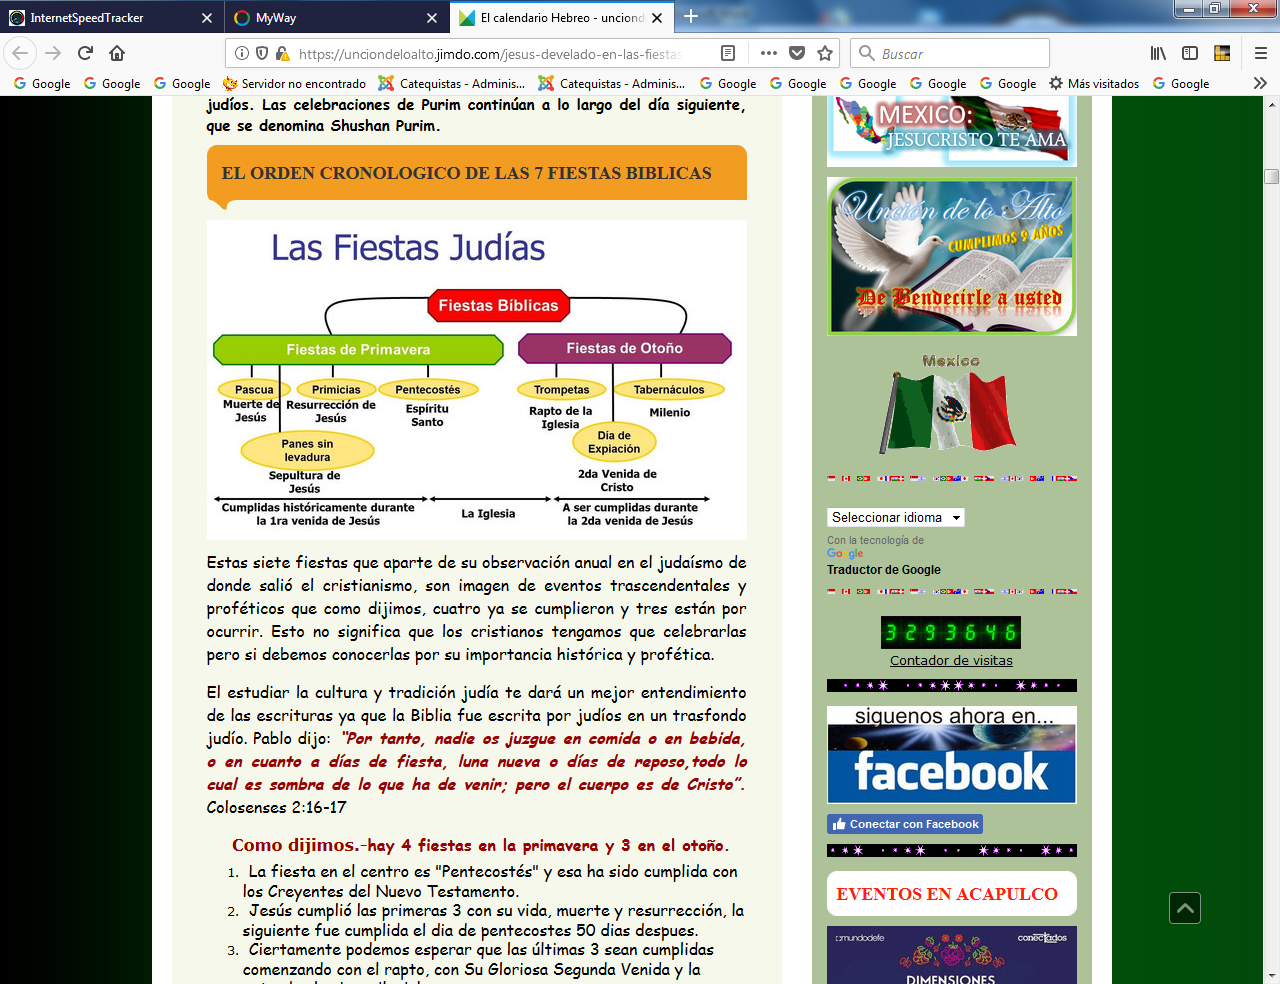 InternetSpeedTracker
MyWay
El calendario Hebreo - unciond
https://unciondeloalto.jimdo.com/jesus-develado-en-las-fiestas
Buscar
Google
Google
Google
Servidor no encontrado
Catequistas - Adminis...
Catequistas - Adminis...
Google
Google
Google
Google
Google
Más visitados
Google
judíos. Las celebraciones de Purim continúan a lo largo del día siguiente,
que se denomina Shushan Purim.
EL ORDEN CRONOLOGICO DE LAS 7 FIESTAS BIBLICAS
Las Fiestas Judías
Fiestas Bíblicas
Fiestas de Primavera
Fiestas de Otoño
Pascua
Primicias
Pentecostés
Trompetas
Tabernáculos
Muerte de
Jesús
Resurrección de
Jesús
Espíritu
Santo
Rapto de la
Iglesia
Milenio
Panes sin
levadura
Día de
Expiación
Sepultura de
Jesús
2da Venida de
Cristo
Cumplidas históricamente durante
la 1ra venida de Jesús
La Iglesia
A ser cumplidas durante
la 2da venida de Jesús
Estas siete fiestas que aparte de su observación anual en el judaísmo de
donde salió el cristianismo, son imagen de eventos trascendentales y
proféticos que como dijimos, cuatro ya se cumplieron y tres están por
ocurrir. Esto no significa que los cristianos tengamos que celebrarlas
pero si debemos conocerlas por su importancia histórica y profética.
El estudiar la cultura y tradición judía te dará un mejor entendimiento
de las escrituras ya que la Biblia fue escrita por judíos en un trasfondo
judío. Pablo dijo: “Por tanto, nadie os juzgue en comida o en bebida,
o en cuanto a días de fiesta, luna nueva o días de reposo,todo lo
cual es sombra de lo que ha de venir; pero el cuerpo es de Cristo”.
Colosenses 2:16-17
Como dijimos.-hay 4 fiestas en la primavera y 3 en el otoño.
1. La fiesta en el centro es "Pentecostés" y esa ha sido cumplida con
los Creyentes del Nuevo Testamento.
2. Jesús cumplió las primeras 3 con su vida, muerte y resurrección, la
siguiente fue cumplida el dia de pentecostes 50 dias despues.
3. Ciertamente podemos esperar que las últimas 3 sean cumplidas
comenzando con el rapto, con Su Gloriosa Segunda Venida y la
MEXICO:
JESUCRISTO TE AMA
Unción de lo Alto
CUMPLIMOS 9 AÑOS
De Bendecirle a usted
Mexico
Seleccionar idioma
Con la tecnología de
Google
Traductor de Google
3293646
Contador de visitas
siguenos ahora en...
facebook
Conectar con Facebook
EVENTOS EN ACAPULCO
mundodefe
conectados
DIMENSIONES